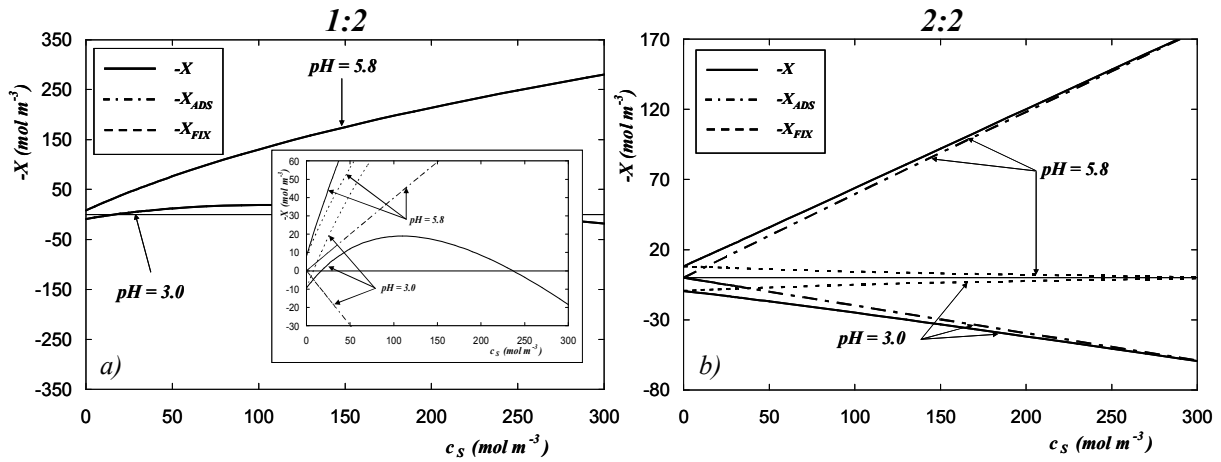 1:2
350
250
150
50
-50
-150
-250
-350
-X (mol m⁻³)
-X
-X_ADS
-X_FIX
pH = 5.8
pH = 3.0
a)
0 50 100 150 200 250 300
c_S (mol m⁻³)
60
50
40
30
20
10
0
-10
-20
-30
-X (mol m⁻³)
pH = 5.8
pH = 3.0
0 50 100 150 200 250 300
c_S (mol m⁻³)
2:2
170
120
70
20
-30
-80
-X (mol m⁻³)
-X
-X_ADS
-X_FIX
pH = 5.8
pH = 3.0
b)
0 50 100 150 200 250 300
c_S (mol m⁻³)